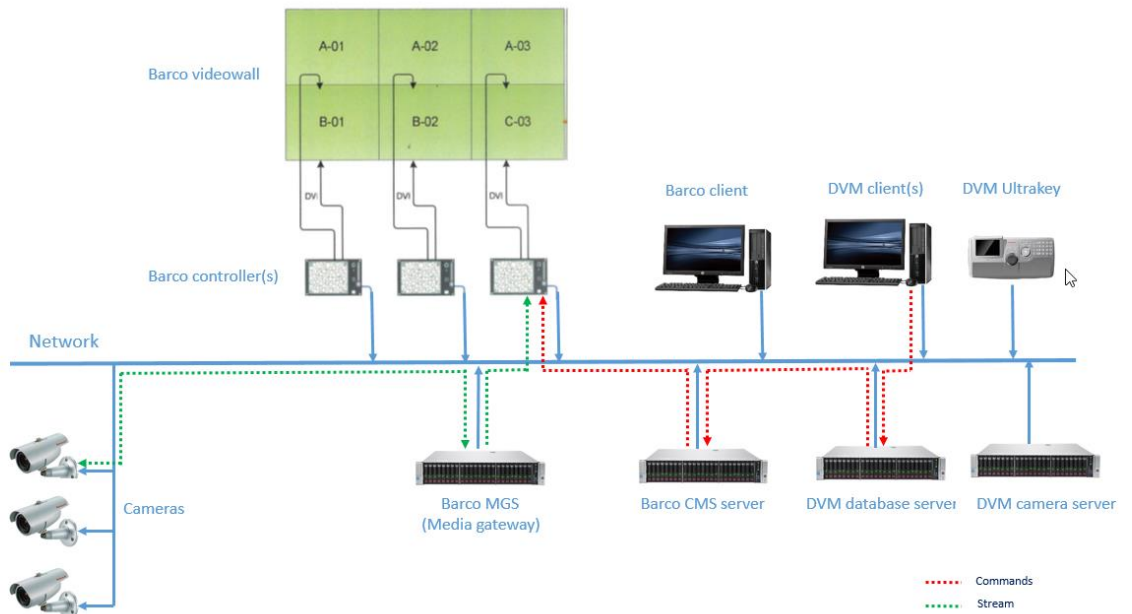 A-01
A-02
A-03
Barco videowall
B-01
B-02
C-03
DVI
DVI
DVI
Barco client
DVM client(s)
DVM Ultrakey
Barco controller(s)
Network
Cameras
Barco MGS
(Media gateway)
Barco CMS server
DVM database server
DVM camera server
Commands
Stream